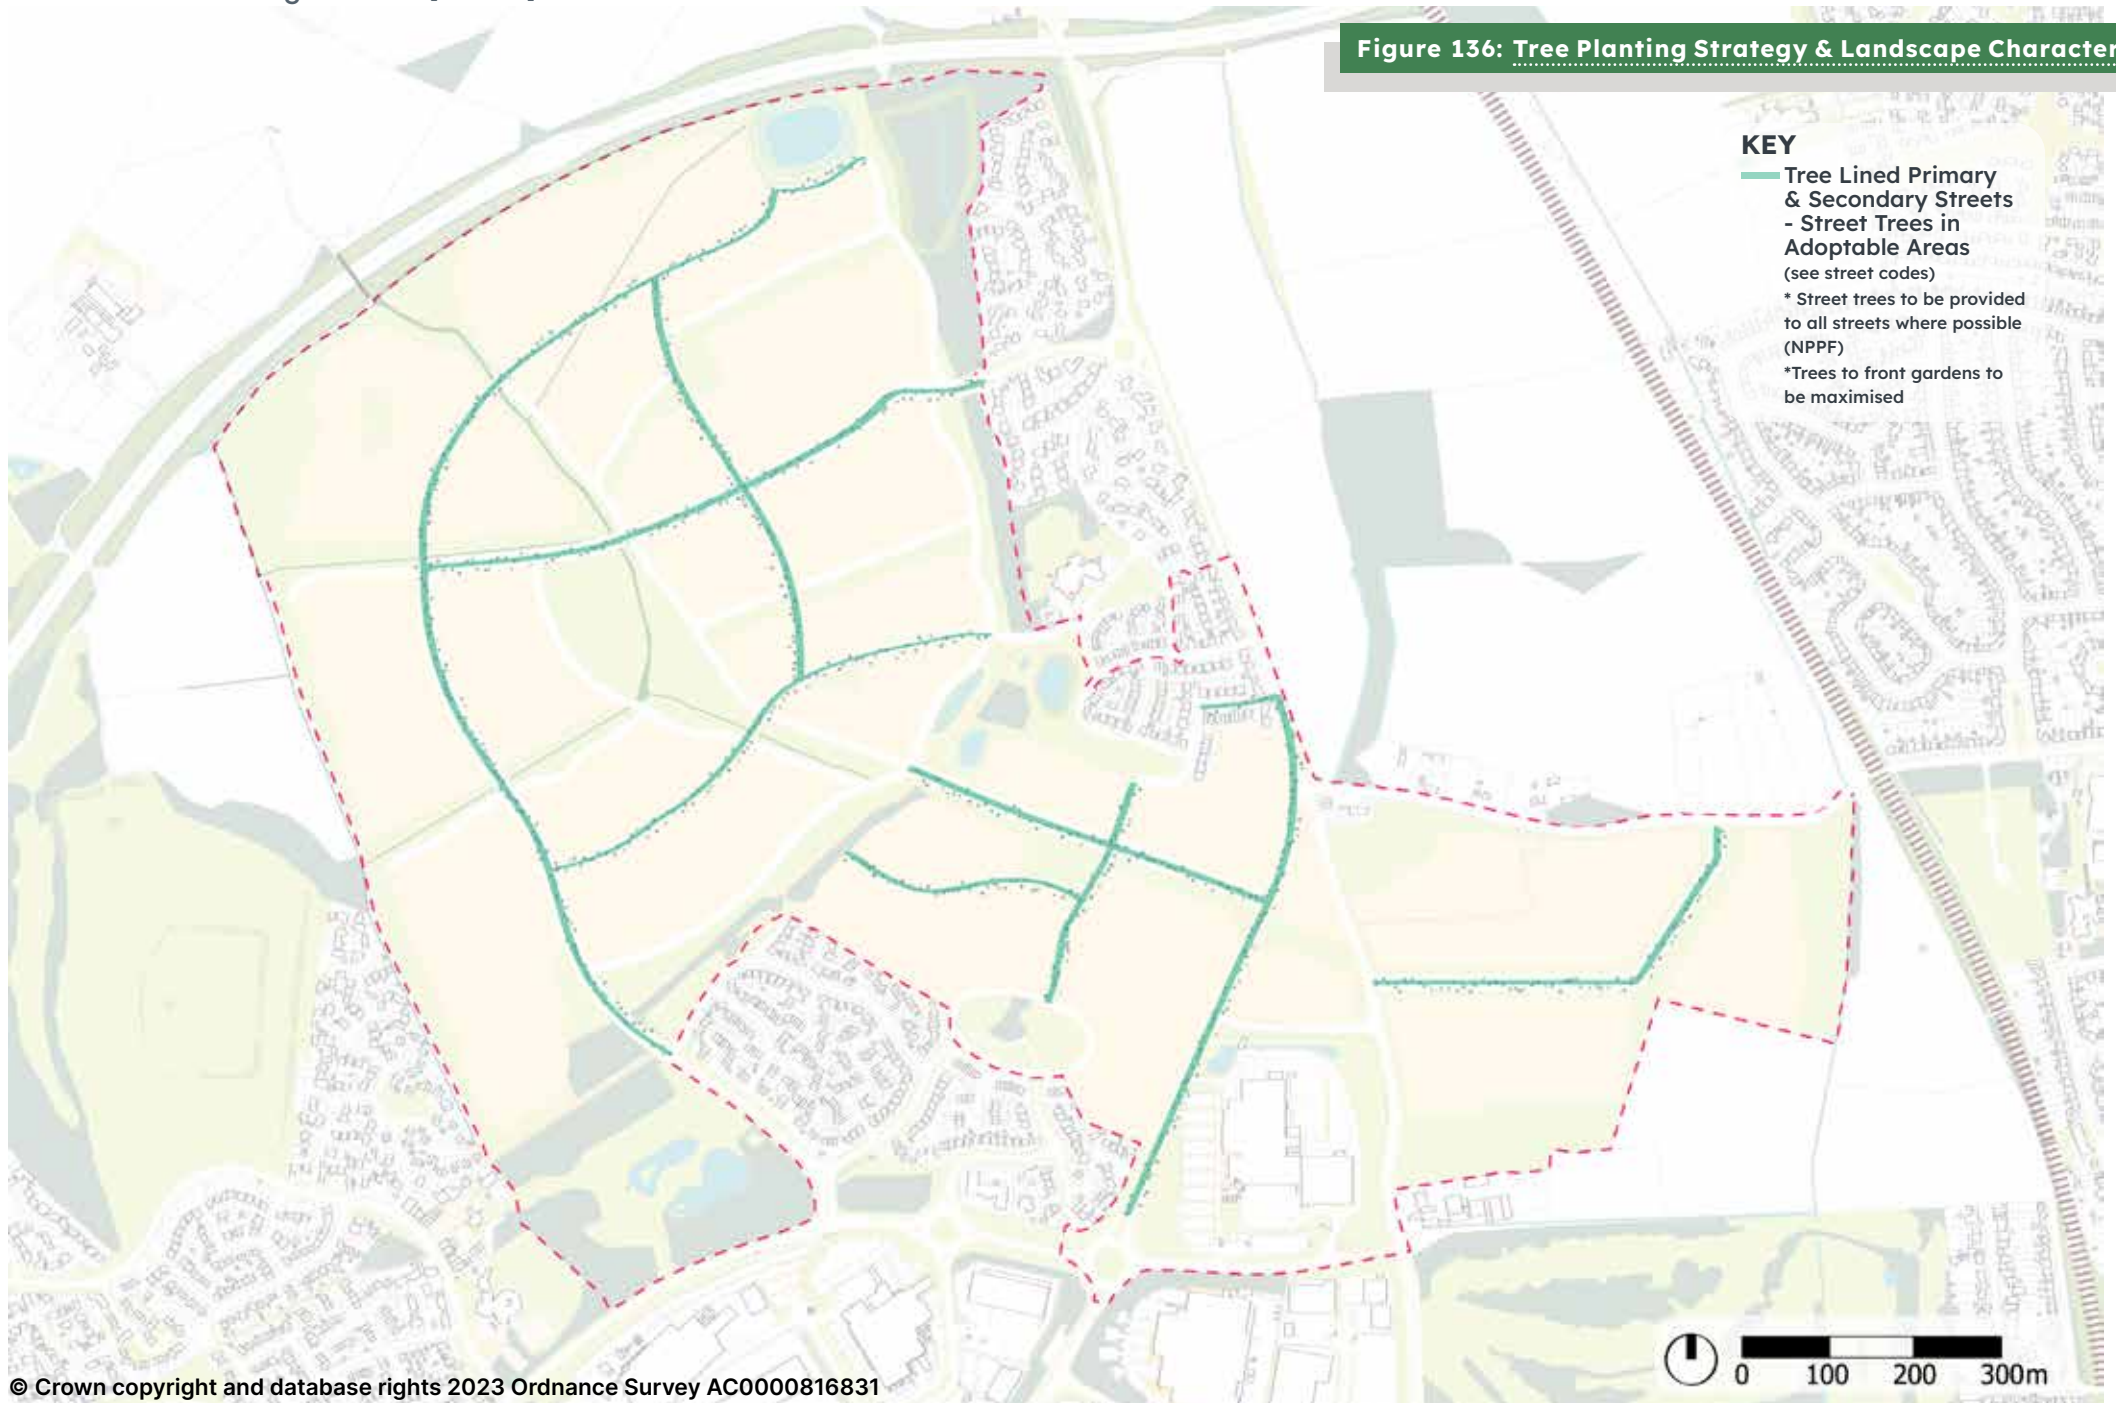 Figure 136: Tree Planting Strategy & Landscape Character
KEY
Tree Lined Primary
& Secondary Streets
- Street Trees in
Adoptable Areas
(see street codes)
* Street trees to be provided
to all streets where possible
(NPPF)
*Trees to front gardens to
be maximised
0 100 200 300m
© Crown copyright and database rights 2023 Ordnance Survey AC0000816831